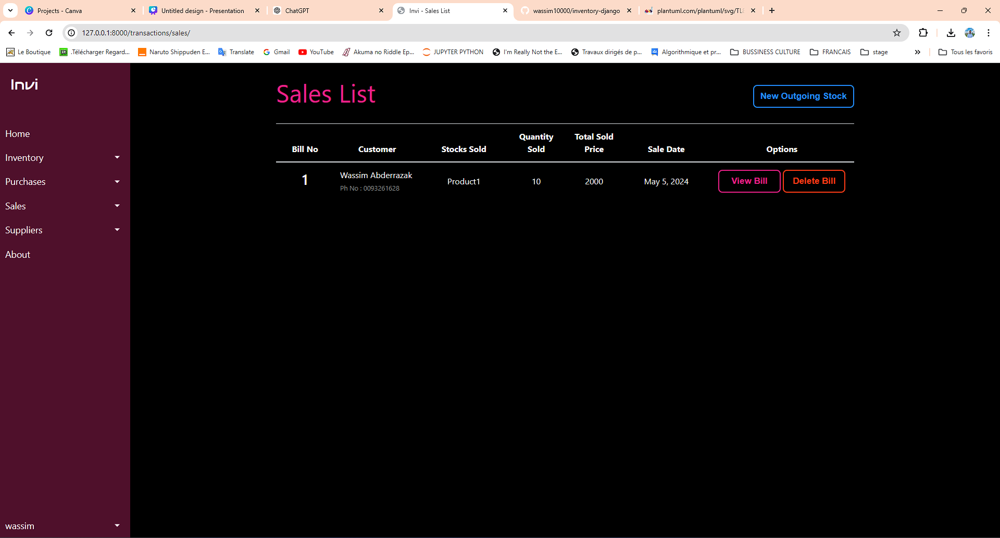 Projects - Canva
Untitled design - Presentation
ChatGPT
Invi - Sales List
wassim10000/inventory-django
plantuml.com/plantuml/svg/TL
127.0.0.1:8000/transactions/sales/
Le Boutique
.Télécharger Regard...
Naruto Shippuden E...
Translate
Gmail
YouTube
Akuma no Riddle Ep...
JUPYTER PYTHON
I'm Really Not the E...
Travaux dirigés de p...
Algorithmique et pr...
BUSSINESS CULTURE
FRANCAIS
stage
Tous les favoris
Invi
Home
Inventory
Purchases
Sales
Suppliers
About
wassim
Sales List
New Outgoing Stock
Bill No
Customer
Stocks Sold
Quantity
Sold
Total Sold
Price
Sale Date
Options
1
Wassim Abderrazak
Ph No : 0093261628
Product1
10
2000
May 5, 2024
View Bill
Delete Bill